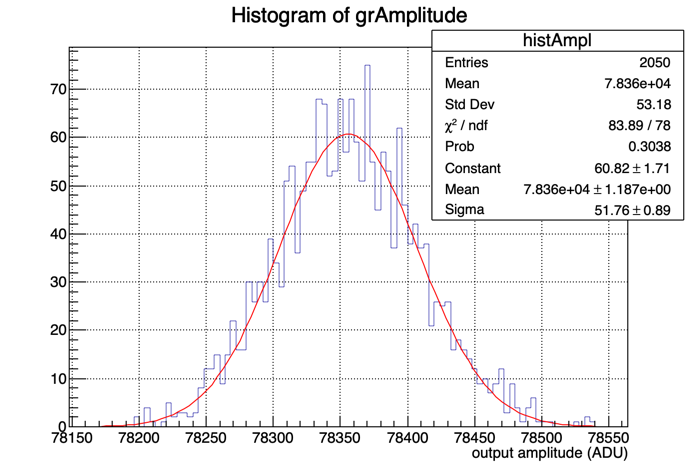 Histogram of grAmplitude
histAmpl
Entries 2050
Mean 7.836e+04
Std Dev 53.18
χ² / ndf 83.89 / 78
Prob 0.3038
Constant 60.82 ± 1.71
Mean 7.836e+04 ± 1.187e+00
Sigma 51.76 ± 0.89
70
60
50
40
30
20
10
0
78150 78200 78250 78300 78350 78400 78450 78500 78550
output amplitude (ADU)